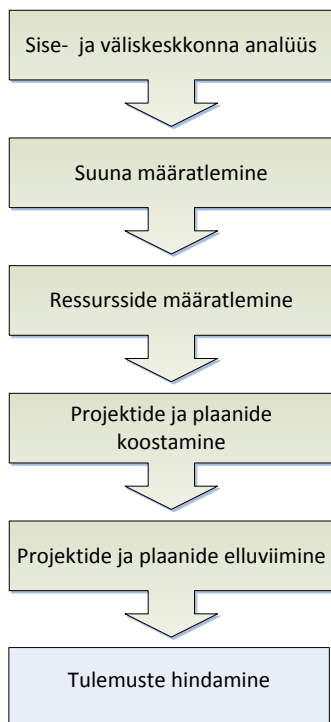 Sise- ja väliskeskkonna analüüs
Suuna määratlemine
Ressursside määratlemine
Projektide ja plaanide
koostamine
Projektide ja plaanide elluviimine
Tulemuste hindamine